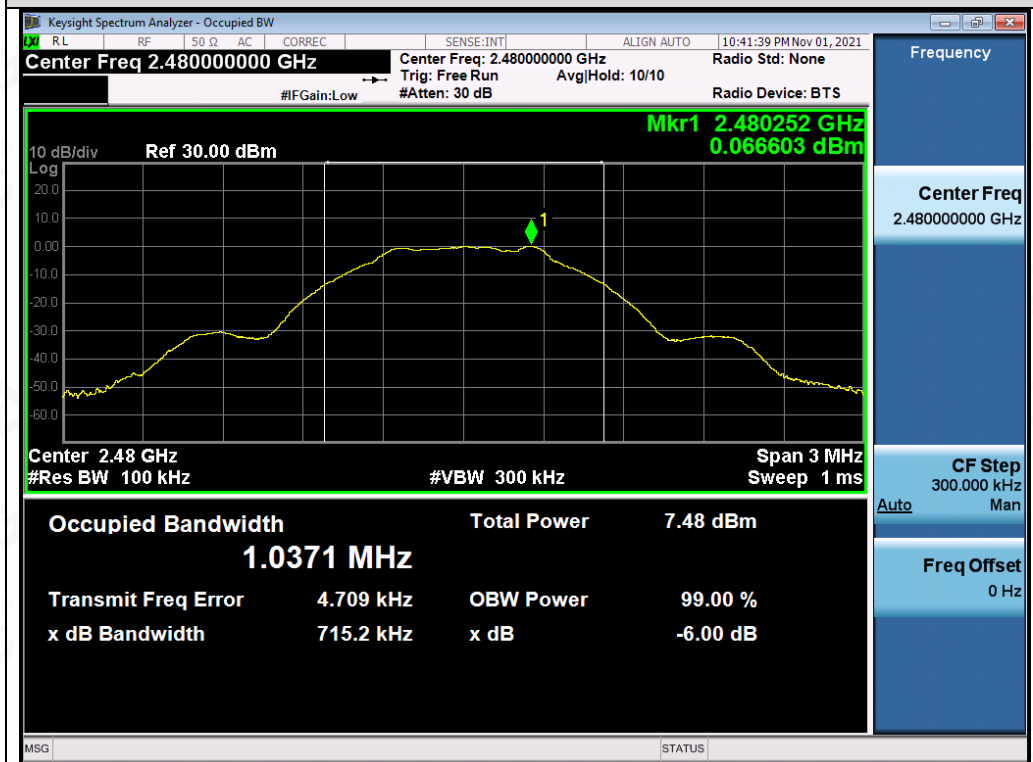 Keysight Spectrum Analyzer - Occupied BW
LXI RL RF 50 Ω AC CORREC SENSE:INT ALIGN AUTO 10:41:39 PM Nov 01, 2021
Center Freq 2.480000000 GHz
Center Freq: 2.480000000 GHz
Radio Std: None
Trig: Free Run Avg|Hold: 10/10
#IFGain:Low
#Atten: 30 dB
Radio Device: BTS
Mkr1 2.480252 GHz
0.066603 dBm
10 dB/div Ref 30.00 dBm
Log
20.0
10.0
0.00
-10.0
-20.0
-30.0
-40.0
-50.0
-60.0
1
Center 2.48 GHz Span 3 MHz
#Res BW 100 kHz #VBW 300 kHz Sweep 1 ms
Occupied Bandwidth Total Power 7.48 dBm
1.0371 MHz
Transmit Freq Error 4.709 kHz OBW Power 99.00 %
x dB Bandwidth 715.2 kHz x dB -6.00 dB
Frequency
Center Freq
2.480000000 GHz
CF Step
300.000 kHz
Auto Man
Freq Offset
0 Hz
MSG STATUS